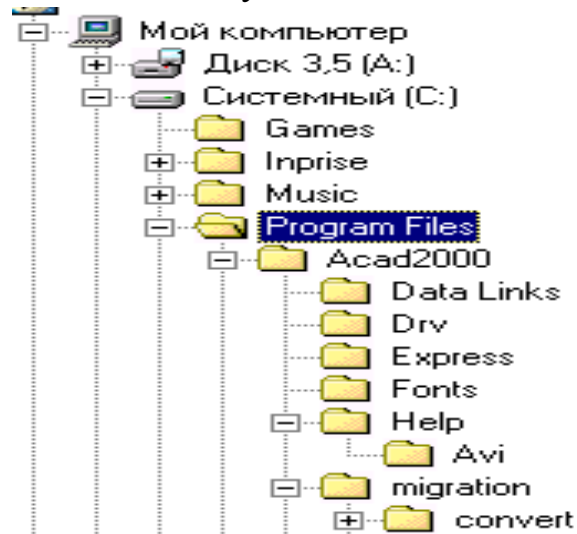 Мой компьютер
Диск 3,5 (A:)
Системный (C:)
Games
Inprise
Music
Program Files
Acad2000
Data Links
Drv
Express
Fonts
Help
Avi
migration
convert